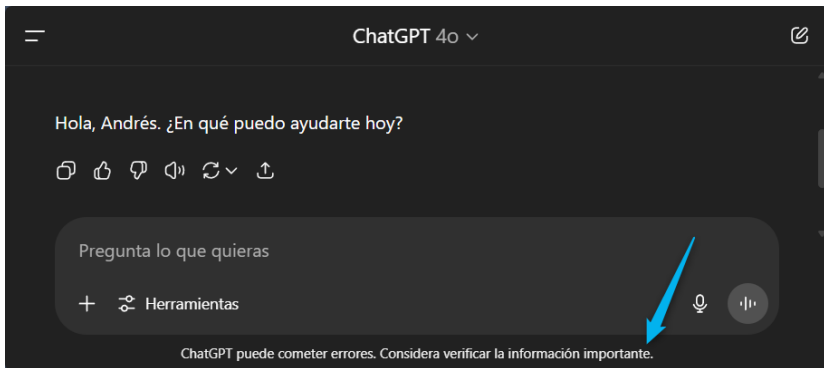 ChatGPT 4o
Hola, Andrés. ¿En qué puedo ayudarte hoy?
Pregunta lo que quieras
Herramientas
ChatGPT puede cometer errores. Considera verificar la información importante.